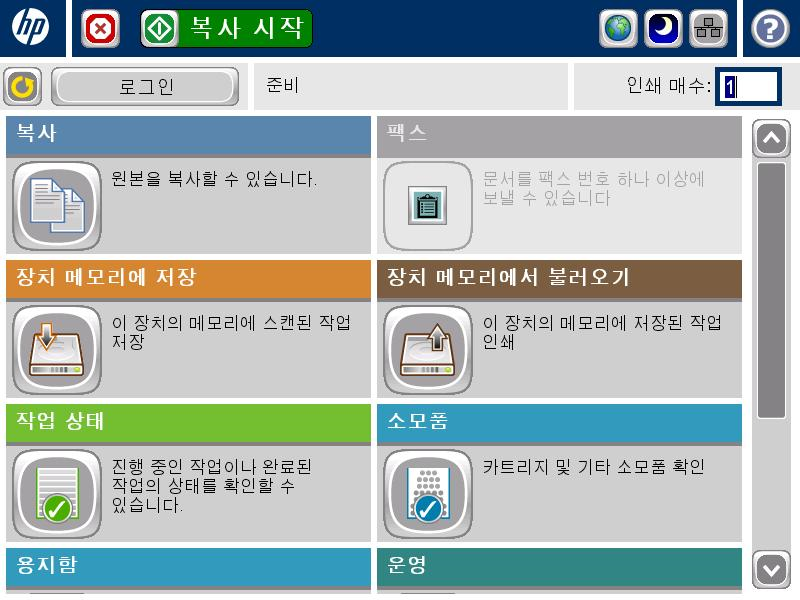 hp
복사 시작
?
로그인
준비
인쇄 매수: 1
복사
원본을 복사할 수 있습니다.
팩스
문서를 팩스 번호 하나 이상에
보낼 수 있습니다
장치 메모리에 저장
이 장치의 메모리에 스캔된 작업
저장
장치 메모리에서 불러오기
이 장치의 메모리에 저장된 작업
인쇄
작업 상태
진행 중인 작업이나 완료된
작업의 상태를 확인할 수
있습니다.
소모품
카트리지 및 기타 소모품 확인
용지함
운영